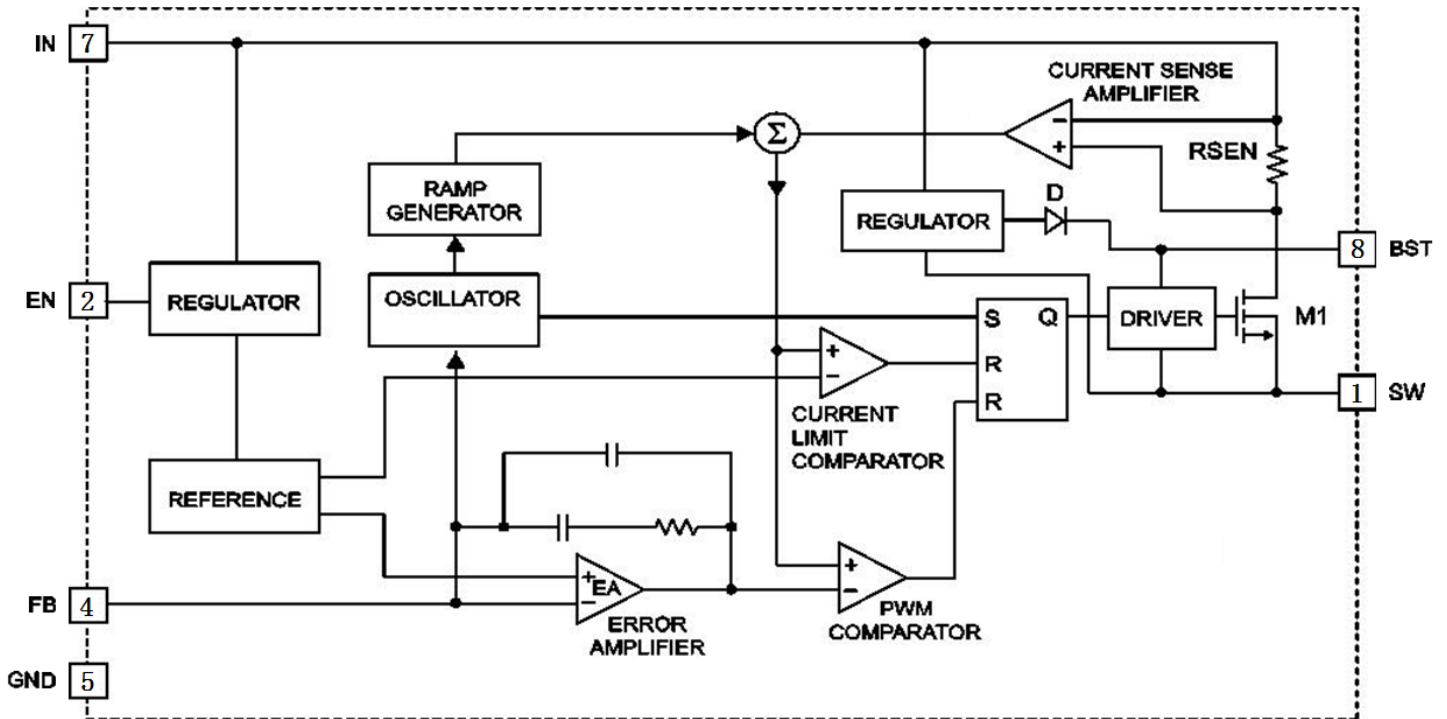 IN 7
CURRENT SENSE
AMPLIFIER
−
+
Σ
RSEN
RAMP
GENERATOR
D
REGULATOR
8 BST
EN 2
REGULATOR
OSCILLATOR
S Q
DRIVER
M1
+
−
R
R
1 SW
CURRENT
LIMIT
COMPARATOR
REFERENCE
+
EA
−
+
−
FB 4
ERROR
AMPLIFIER
PWM
COMPARATOR
GND 5